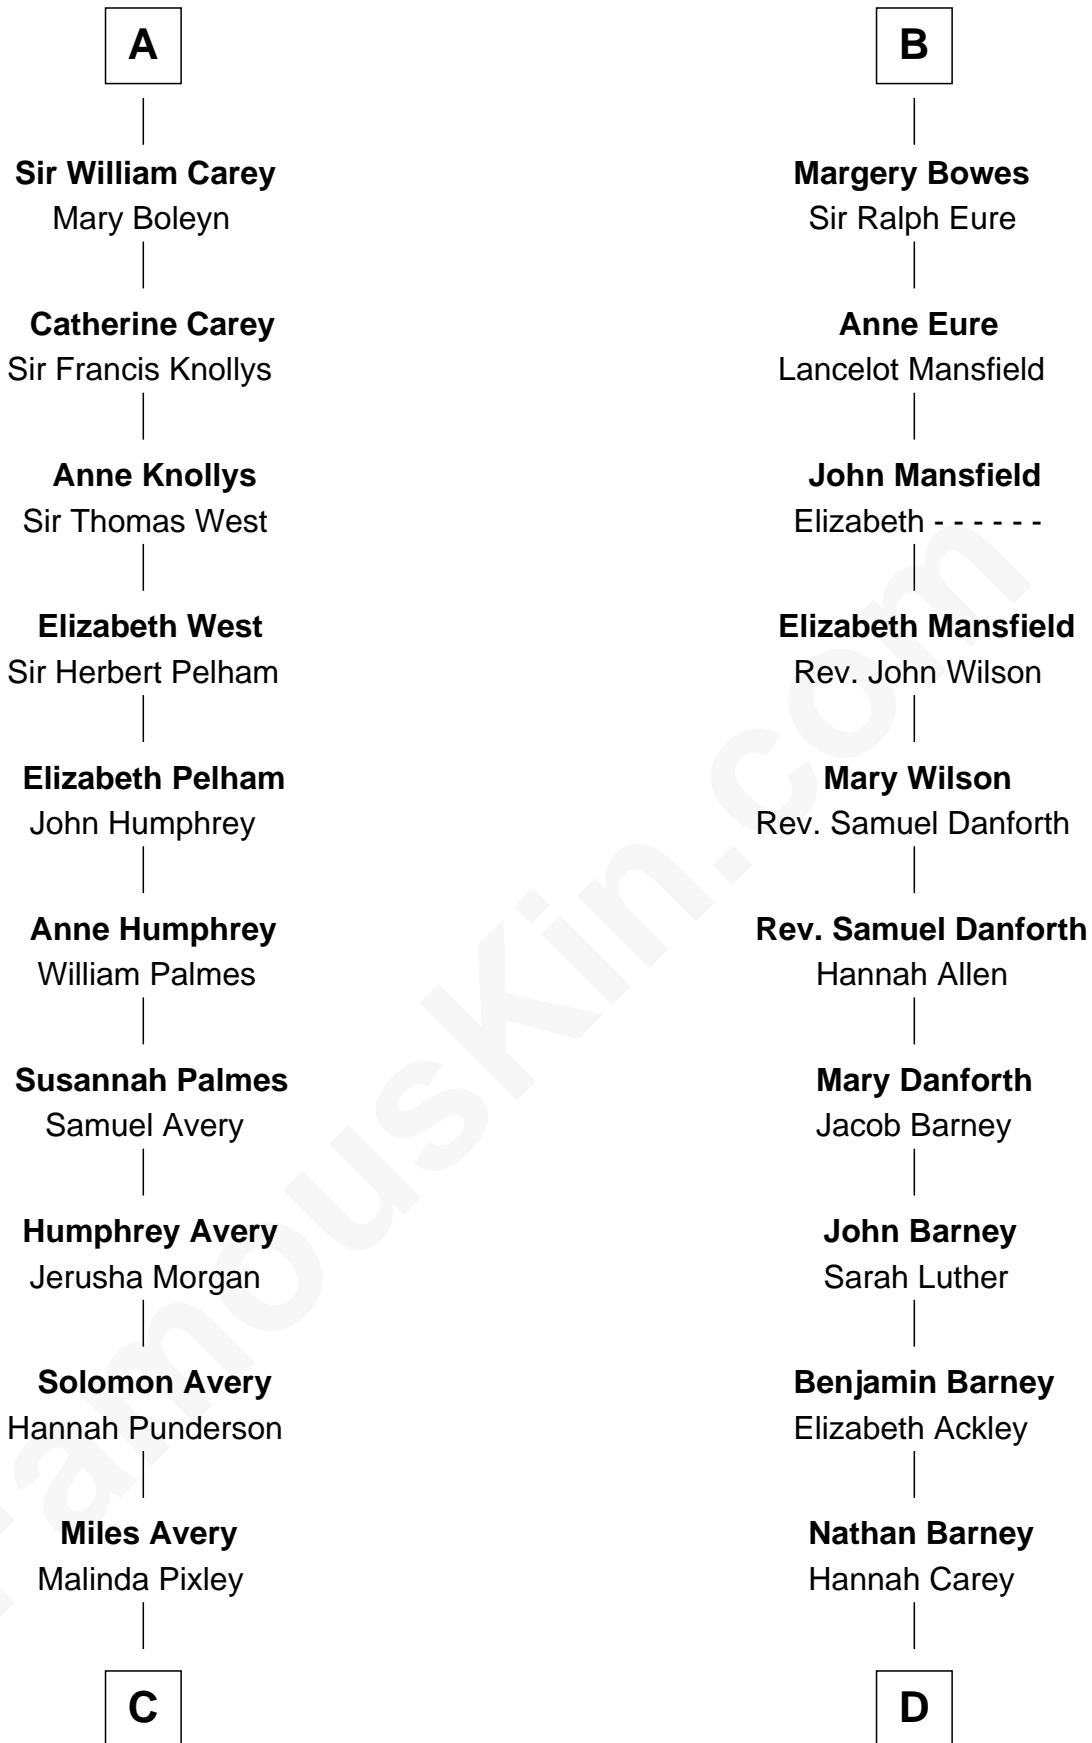 A
Sir William Carey
Mary Boleyn
Catherine Carey
Sir Francis Knollys
Anne Knollys
Sir Thomas West
Elizabeth West
Sir Herbert Pelham
Elizabeth Pelham
John Humphrey
Anne Humphrey
William Palmes
Susannah Palmes
Samuel Avery
Humphrey Avery
Jerusha Morgan
Solomon Avery
Hannah Punderson
Miles Avery
Malinda Pixley
C
B
Margery Bowes
Sir Ralph Eure
Anne Eure
Lancelot Mansfield
John Mansfield
Elizabeth - - - - - -
Elizabeth Mansfield
Rev. John Wilson
Mary Wilson
Rev. Samuel Danforth
Rev. Samuel Danforth
Hannah Allen
Mary Danforth
Jacob Barney
John Barney
Sarah Luther
Benjamin Barney
Elizabeth Ackley
Nathan Barney
Hannah Carey
D
FamousKin.com